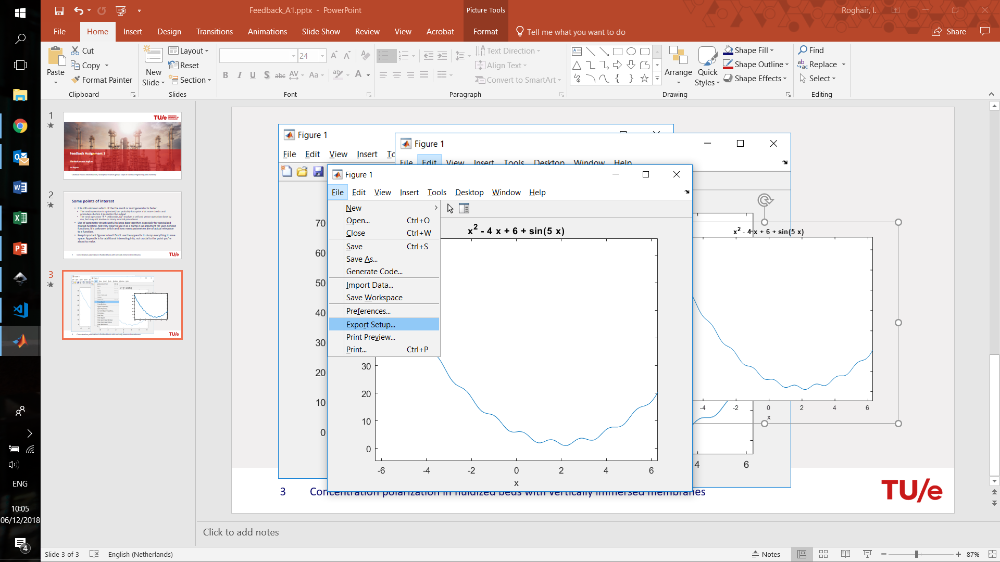 Feedback_A1.pptx - PowerPoint
Picture Tools
Roghair, I.
File
Home
Insert
Design
Transitions
Animations
Slide Show
Review
View
Acrobat
Format
Tell me what you want to do
Share
Paste
Cut
Copy
Format Painter
Clipboard
New
Slide
Layout
Reset
Section
Slides
24
B I U S abc AV Aa A
Font
Text Direction
Align Text
Convert to SmartArt
Paragraph
Arrange
Quick
Styles
Shape Fill
Shape Outline
Shape Effects
Drawing
Find
Replace
Select
Editing
1
TU/e
Feedback Assignment 1
2
Some points of interest
TU/e
3
TU/e
Figure 1
File Edit View Insert
70
60
50
40
30
20
10
0
Figure 1
File Edit View Insert Tools Desktop Window Help
4 6
Figure 1
File Edit View Insert Tools Desktop Window Help
New
Open... Ctrl+O
Close Ctrl+W
Save Ctrl+S
Save As...
Generate Code...
Import Data...
Save Workspace
Preferences...
Export Setup...
Print Preview...
Print... Ctrl+P
x² - 4 x + 6 + sin(5 x)
30
20
10
0
-6 -4 -2 0 2 4 6
x
x² - 4 x + 6 + sin(5 x)
-4 -2 0 2 4 6
x
3 Concentration polarization in fluidized beds with vertically immersed membranes
TU/e
Click to add notes
Slide 3 of 3
English (Netherlands)
Notes
87%
ENG
10:05
06/12/2018
4